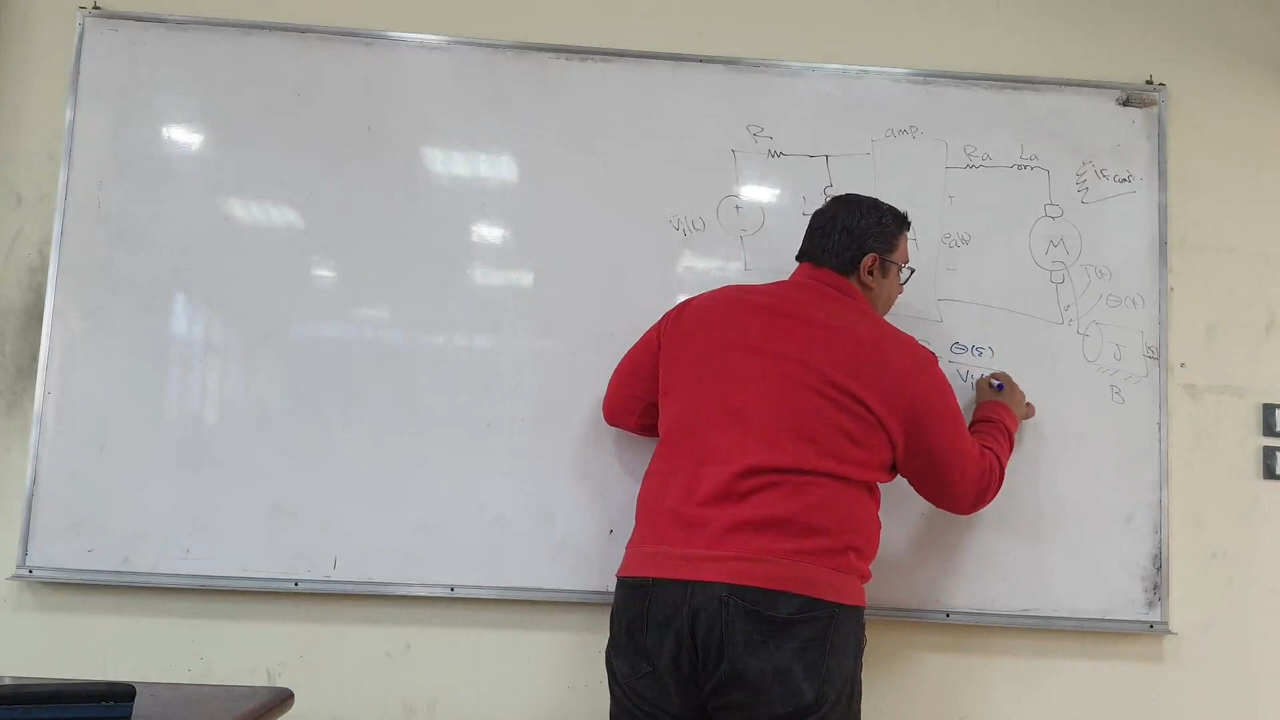 R
amp.
Ra La
if const.
+
-
Vi(t)
ea(t)
-
M
T(t)
θ(t)
J
B
θ(s)
Vi